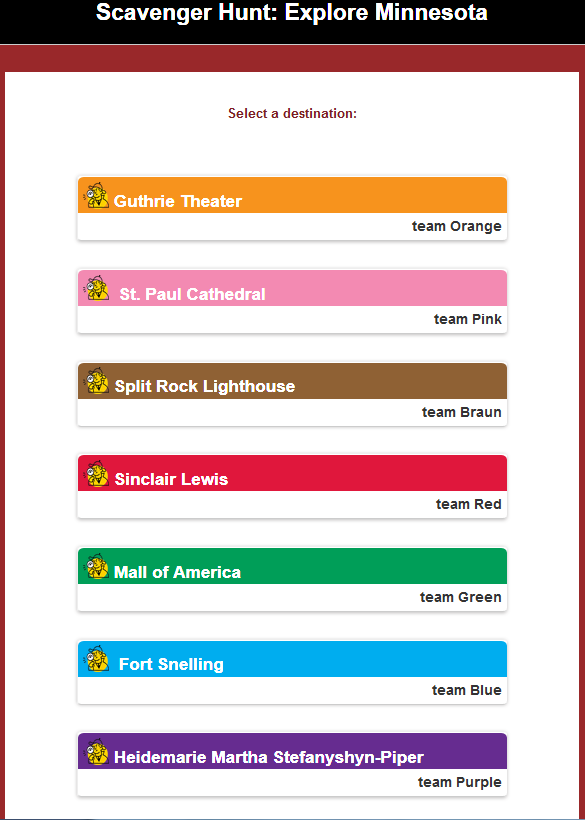 Scavenger Hunt: Explore Minnesota
Select a destination:
Guthrie Theater
team Orange
St. Paul Cathedral
team Pink
Split Rock Lighthouse
team Braun
Sinclair Lewis
team Red
Mall of America
team Green
Fort Snelling
team Blue
Heidemarie Martha Stefanyshyn-Piper
team Purple